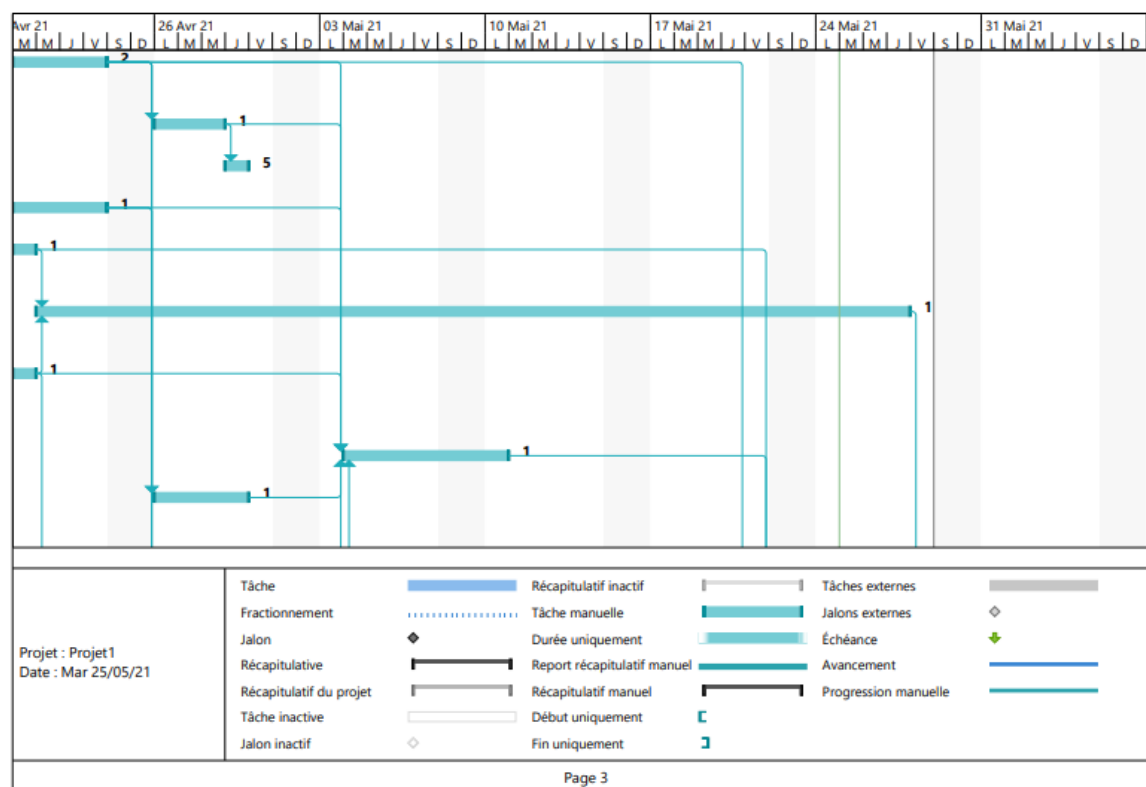 Avr 21 26 Avr 21 03 Mai 21 10 Mai 21 17 Mai 21 24 Mai 21 31 Mai 21
M M J V S D L M M J V S D L M M J V S D L M M J V S D L M M J V S D L M M J V S D L M M J V S D
2
1
5
1
1
1
1
1
1
Projet : Projet1
Date : Mar 25/05/21
Tâche
Fractionnement
Jalon
Récapitulative
Récapitulatif du projet
Tâche inactive
Jalon inactif
Récapitulatif inactif
Tâche manuelle
Durée uniquement
Report récapitulatif manuel
Récapitulatif manuel
Début uniquement
Fin uniquement
Tâches externes
Jalons externes
Échéance
Avancement
Progression manuelle
Page 3